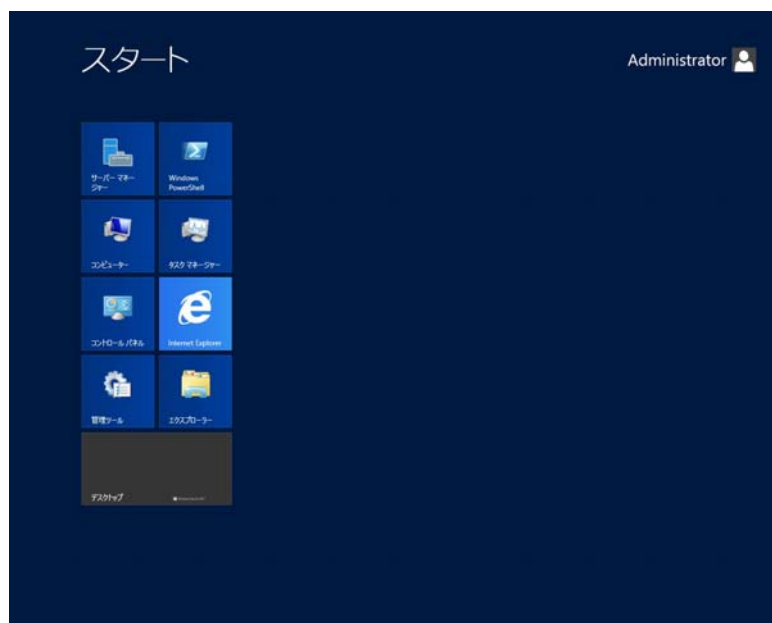 スタート
Administrator
サーバー マネー
ジャー
Windows
PowerShell
コンピューター
タスク マネージャー
コントロール パネル
Internet Explorer
管理ツール
エクスプローラー
デスクトップ